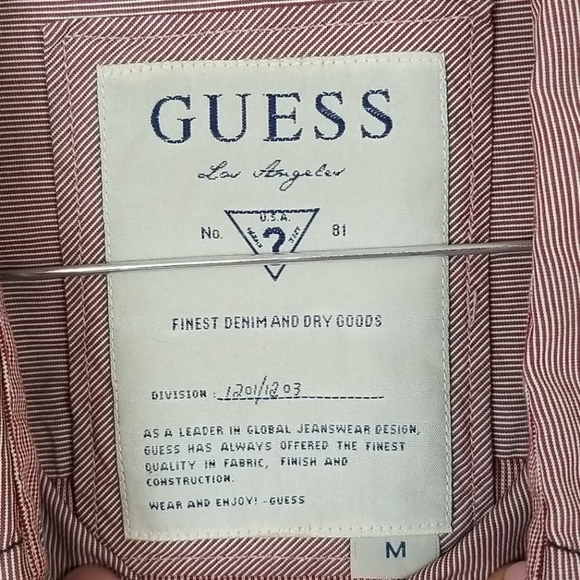 GUESS
Los Angeles
U.S.A.
No. ? 81
FINEST DENIM AND DRY GOODS
DIVISION : 1201/1203
AS A LEADER IN GLOBAL JEANSWEAR DESIGN,
GUESS HAS ALWAYS OFFERED THE FINEST
QUALITY IN FABRIC, FINISH AND
CONSTRUCTION.
WEAR AND ENJOY! -GUESS
M